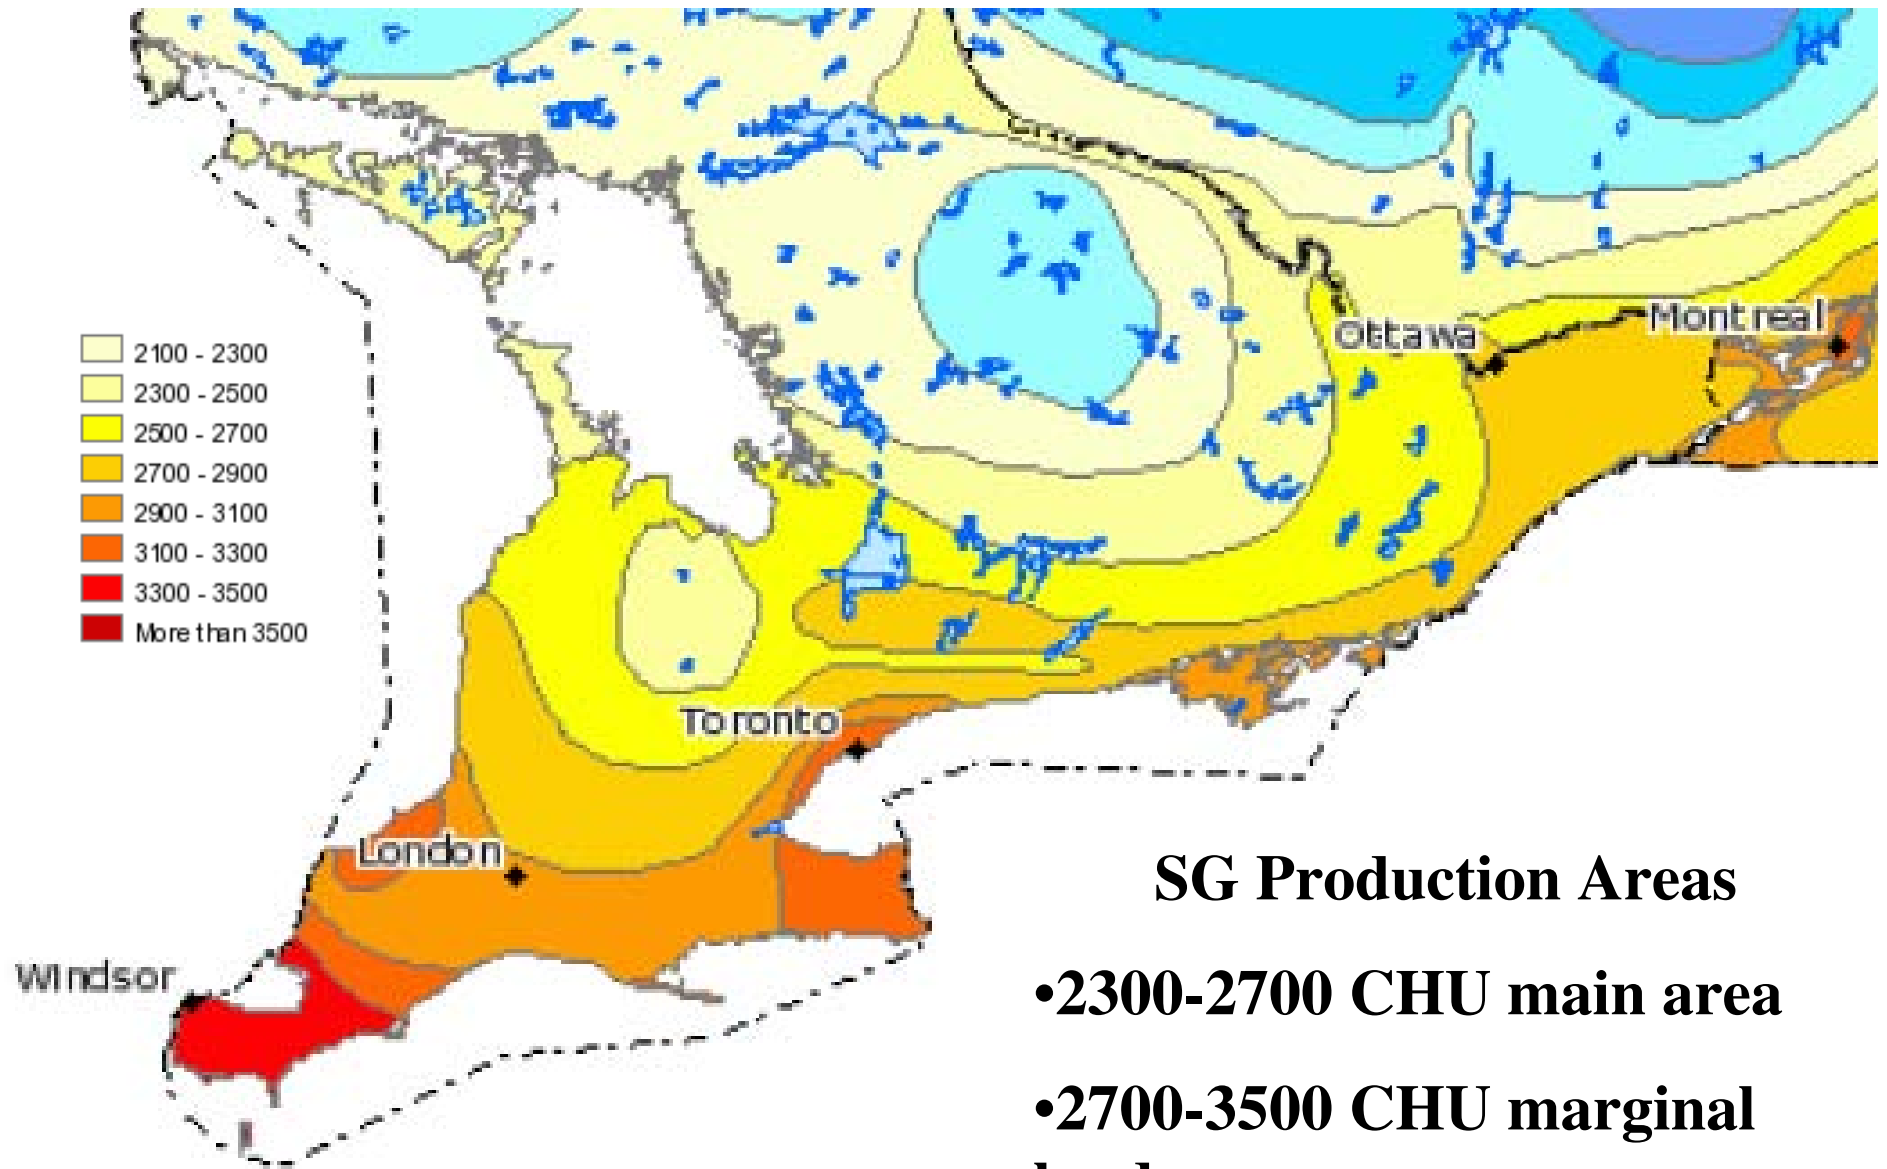 Montreal
Ottawa
2100 - 2300
2300 - 2500
2500 - 2700
2700 - 2900
2900 - 3100
3100 - 3300
3300 - 3500
More than 3500
Toronto
London
Windsor
SG Production Areas
•2300-2700 CHU main area
•2700-3500 CHU marginal